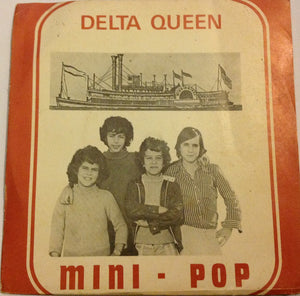 DELTA QUEEN
mini - POP